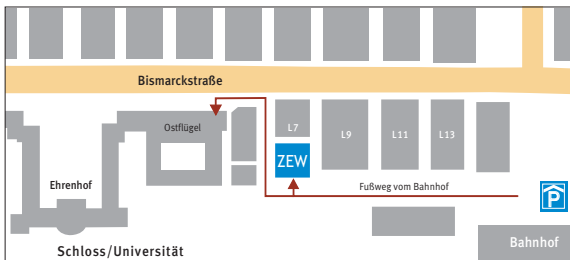 Bismarckstraße
Ostflügel
L7
L9
L11
L13
ZEW
Ehrenhof
Fußweg vom Bahnhof
P
Schloss/Universität
Bahnhof